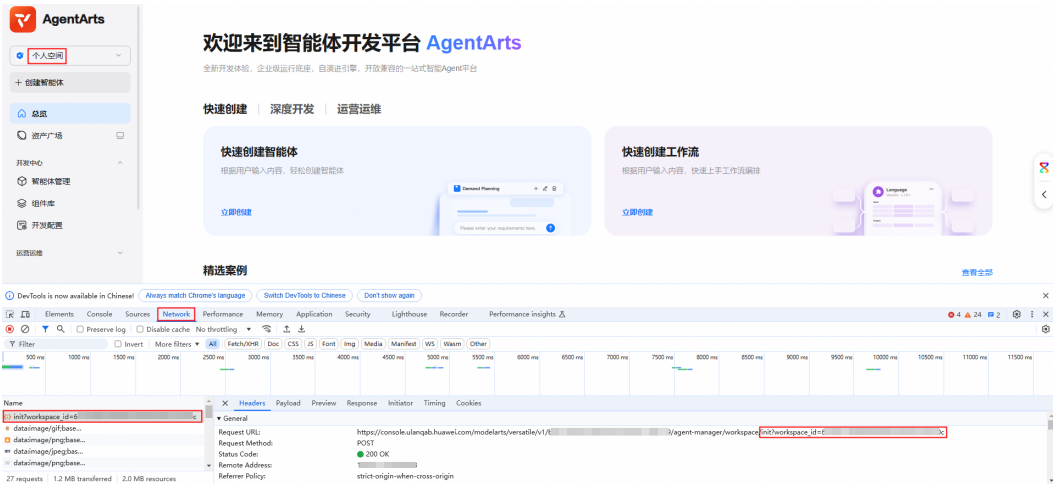 AgentArts
个人空间
+ 创建智能体
总览
资产广场
开发中心
智能体管理
组件库
开发配置
运营运维
欢迎来到智能体开发平台 AgentArts
全新开发体验，企业级运行底座，自演进引擎，开放兼容的一站式智能Agent平台
快速创建 | 深度开发 | 运营运维
快速创建智能体
根据用户输入内容，轻松创建智能体
立即创建
Demand Planning
Please enter your requirements here.
快速创建工作流
根据用户输入内容，快速上手工作流编排
立即创建
Language
精选案例
查看全部
DevTools is now available in Chinese! Always match Chrome's language Switch DevTools to Chinese Don't show again
Elements Console Sources Network Performance Memory Application Security Lighthouse Recorder Performance insights 4 24 2
Preserve log Disable cache No throttling
Filter Invert More filters All Fetch/XHR Doc CSS JS Font Img Media Manifest WS Wasm Other
500 ms 1000 ms 1500 ms 2000 ms 2500 ms 3000 ms 3500 ms 4000 ms 4500 ms 5000 ms 5500 ms 6000 ms 6500 ms 7000 ms 7500 ms 8000 ms 8500 ms 9000 ms 9500 ms 10000 ms 10500 ms 11000 ms 11500 ms
Name
init?workspace_id=6
data:image/gif;base...
data:image/png;base...
data:image/jpeg;bas...
data:image/png;base...
27 requests 1.2 MB transferred 2.0 MB resources
Headers Payload Preview Response Initiator Timing Cookies
General
Request URL: https://console.ulanqab.huawei.com/modelarts/versatile/v1/ /agent-manager/workspace/init?workspace_id=
Request Method: POST
Status Code: 200 OK
Remote Address:
Referrer Policy: strict-origin-when-cross-origin